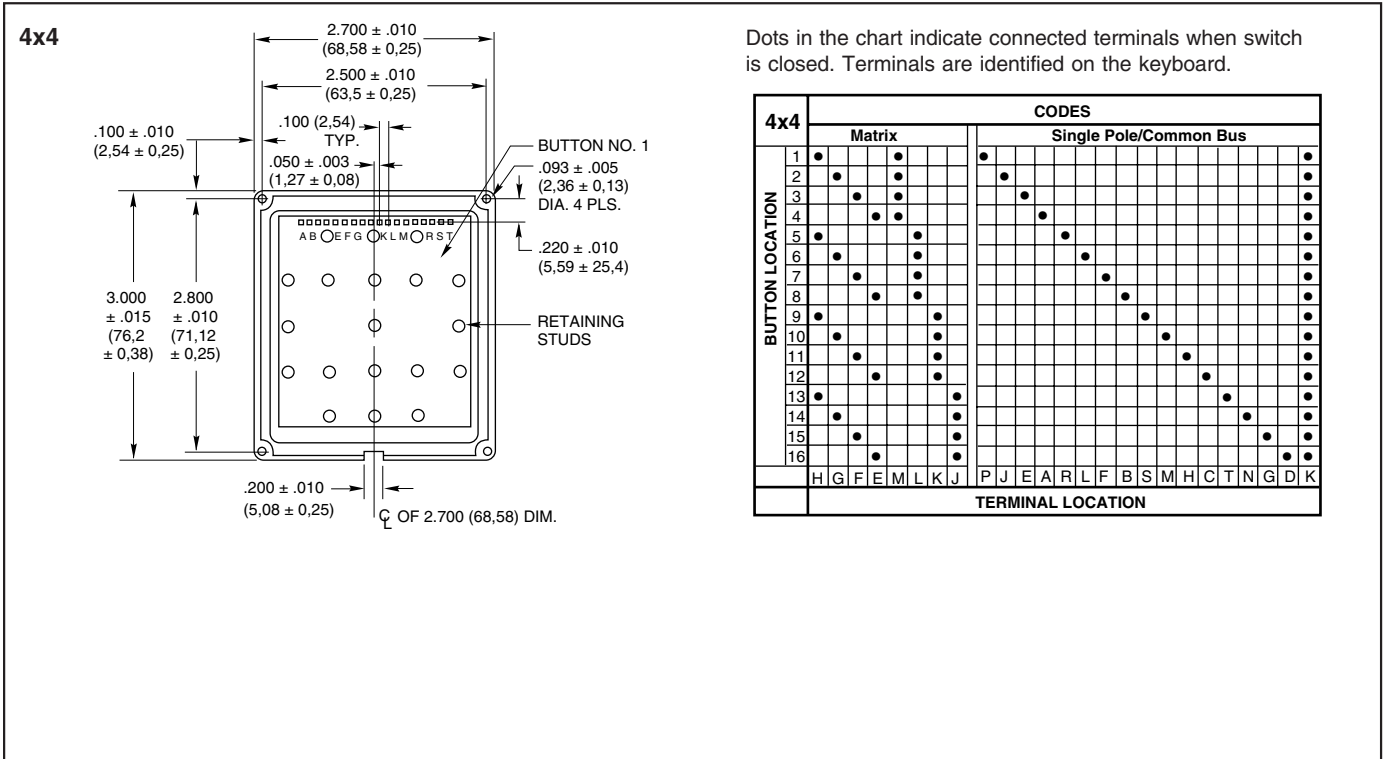 4x4
2.700 ± .010
(68,58 ± 0,25)
2.500 ± .010
(63,5 ± 0,25)
.100 (2,54)
TYP.
.100 ± .010
(2,54 ± 0,25)
.050 ± .003
(1,27 ± 0,08)
BUTTON NO. 1
.093 ± .005
(2,36 ± 0,13)
DIA. 4 PLS.
A B E F G K L M R S T
.220 ± .010
(5,59 ± 25,4)
3.000
± .015
(76,2
± 0,38)
2.800
± .010
(71,12
± 0,25)
RETAINING
STUDS
.200 ± .010
(5,08 ± 0,25)
℄ OF 2.700 (68,58) DIM.
Dots in the chart indicate connected terminals when switch
is closed. Terminals are identified on the keyboard.
4x4
CODES
Matrix Single Pole/Common Bus
BUTTON LOCATION
1
2
3
4
5
6
7
8
9
10
11
12
13
14
15
16
H G F E M L K J P J E A R L F B S M H C T N G D K
TERMINAL LOCATION